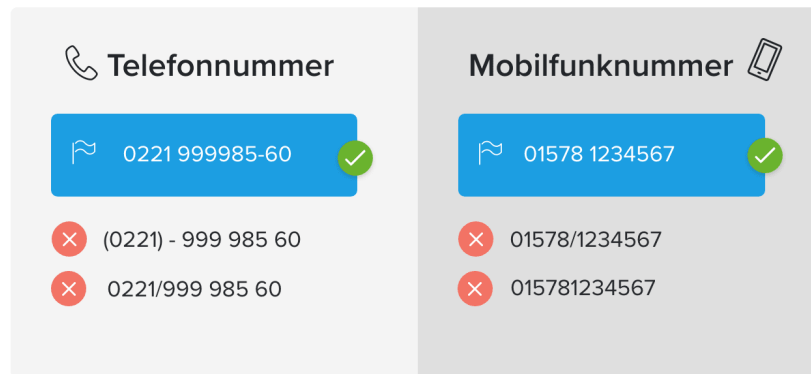 Telefonnummer
0221 999985-60
(0221) - 999 985 60
0221/999 985 60
Mobilfunknummer
01578 1234567
01578/1234567
015781234567